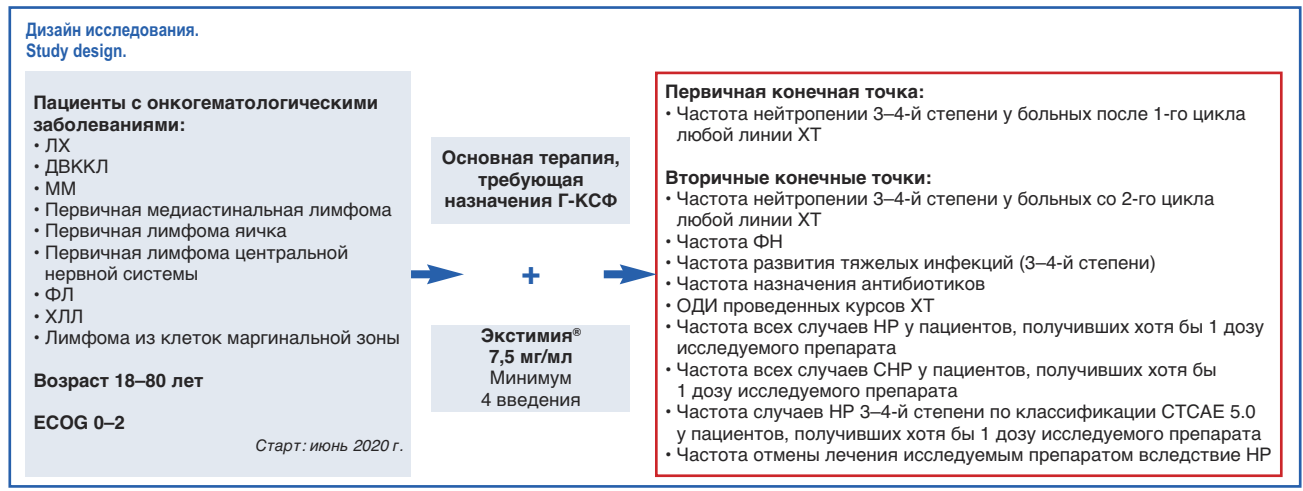 Дизайн исследования.
Study design.
Пациенты с онкогематологическими
заболеваниями:
• ЛХ
• ДВККЛ
• ММ
• Первичная медиастинальная лимфома
• Первичная лимфома яичка
• Первичная лимфома центральной
нервной системы
• ФЛ
• ХЛЛ
• Лимфома из клеток маргинальной зоны
Возраст 18–80 лет
ECOG 0–2
Старт: июнь 2020 г.
Основная терапия,
требующая
назначения Г-КСФ
+
Экстимия®
7,5 мг/мл
Минимум
4 введения
Первичная конечная точка:
• Частота нейтропении 3–4-й степени у больных после 1-го цикла
любой линии ХТ
Вторичные конечные точки:
• Частота нейтропении 3–4-й степени у больных со 2-го цикла
любой линии ХТ
• Частота ФН
• Частота развития тяжелых инфекций (3–4-й степени)
• Частота назначения антибиотиков
• ОДИ проведенных курсов ХТ
• Частота всех случаев НР у пациентов, получивших хотя бы 1 дозу
исследуемого препарата
• Частота всех случаев СНР у пациентов, получивших хотя бы
1 дозу исследуемого препарата
• Частота случаев НР 3–4-й степени по классификации CTCAE 5.0
у пациентов, получивших хотя бы 1 дозу исследуемого препарата
• Частота отмены лечения исследуемым препаратом вследствие НР